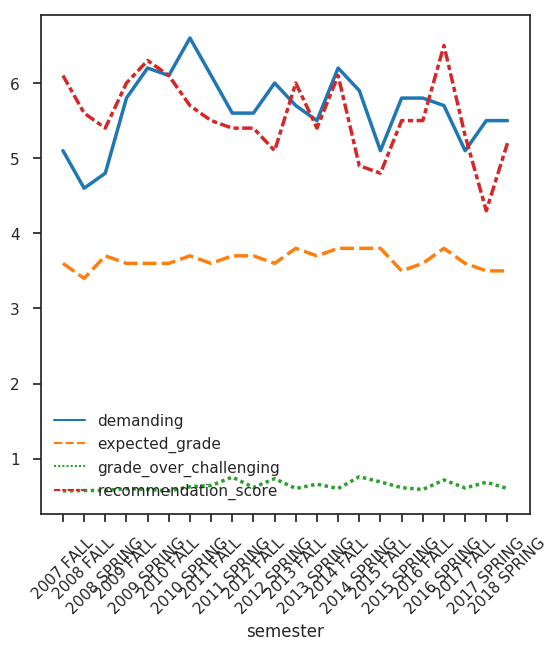 6
5
4
3
2
1
demanding
expected_grade
grade_over_challenging
recommendation_score
2007 FALL
2008 FALL
2008 SPRING
2009 FALL
2009 SPRING
2010 FALL
2010 SPRING
2011 FALL
2011 SPRING
2012 FALL
2012 SPRING
2013 FALL
2013 SPRING
2014 FALL
2014 SPRING
2015 FALL
2015 SPRING
2016 FALL
2016 SPRING
2017 FALL
2017 SPRING
2018 SPRING
semester